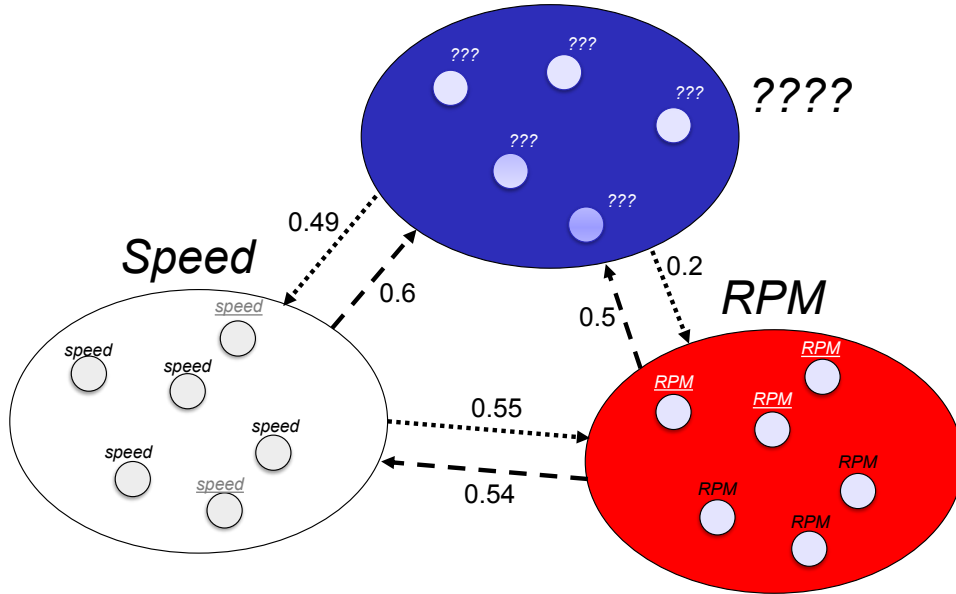 ???
???
????
???
???
???
0.49
0.2
Speed
0.6
0.5
RPM
speed
speed
speed
RPM
RPM
RPM
0.55
speed
speed
RPM
speed
0.54
RPM
RPM